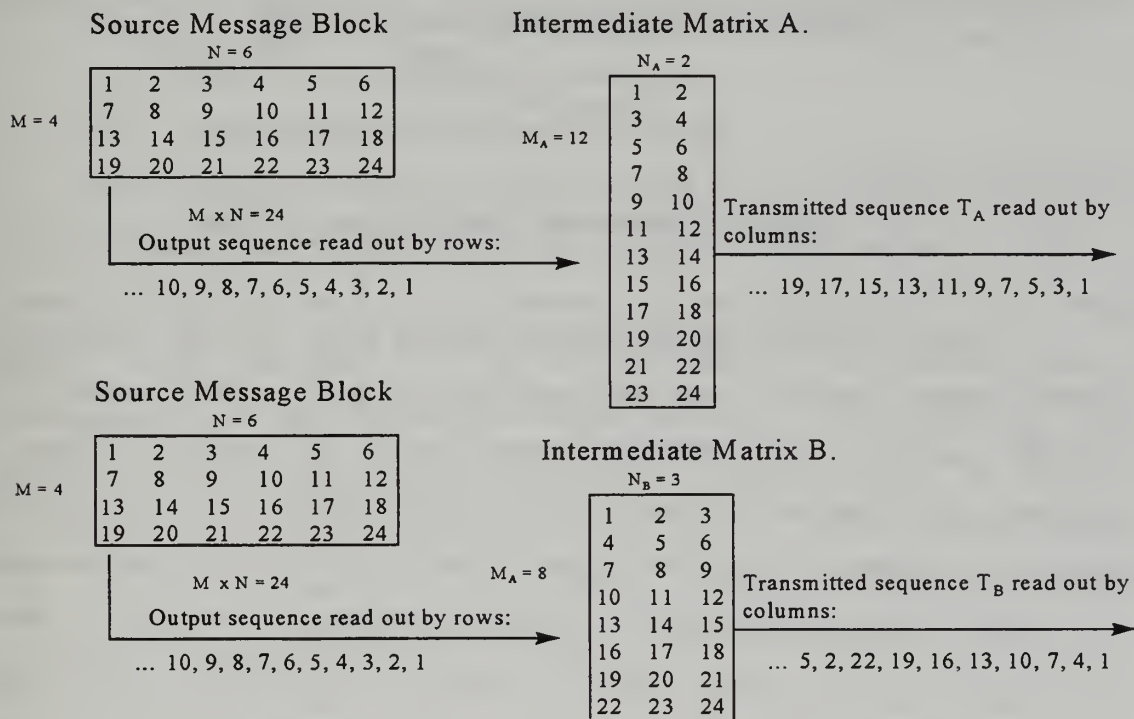 Source Message Block
N = 6
M = 4
1 2 3 4 5 6
7 8 9 10 11 12
13 14 15 16 17 18
19 20 21 22 23 24
M x N = 24
Output sequence read out by rows:
... 10, 9, 8, 7, 6, 5, 4, 3, 2, 1
Intermediate Matrix A.
N_A = 2
M_A = 12
1 2
3 4
5 6
7 8
9 10
11 12
13 14
15 16
17 18
19 20
21 22
23 24
Transmitted sequence T_A read out by
columns:
... 19, 17, 15, 13, 11, 9, 7, 5, 3, 1
Source Message Block
N = 6
M = 4
1 2 3 4 5 6
7 8 9 10 11 12
13 14 15 16 17 18
19 20 21 22 23 24
M x N = 24
Output sequence read out by rows:
... 10, 9, 8, 7, 6, 5, 4, 3, 2, 1
Intermediate Matrix B.
N_B = 3
M_A = 8
1 2 3
4 5 6
7 8 9
10 11 12
13 14 15
16 17 18
19 20 21
22 23 24
Transmitted sequence T_B read out by
columns:
... 5, 2, 22, 19, 16, 13, 10, 7, 4, 1